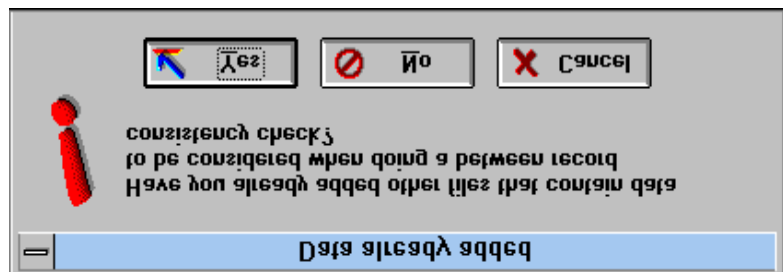 Data already added
Have you already added other files that contain data
to be considered when doing a between record
consistency check?
Yes No Cancel